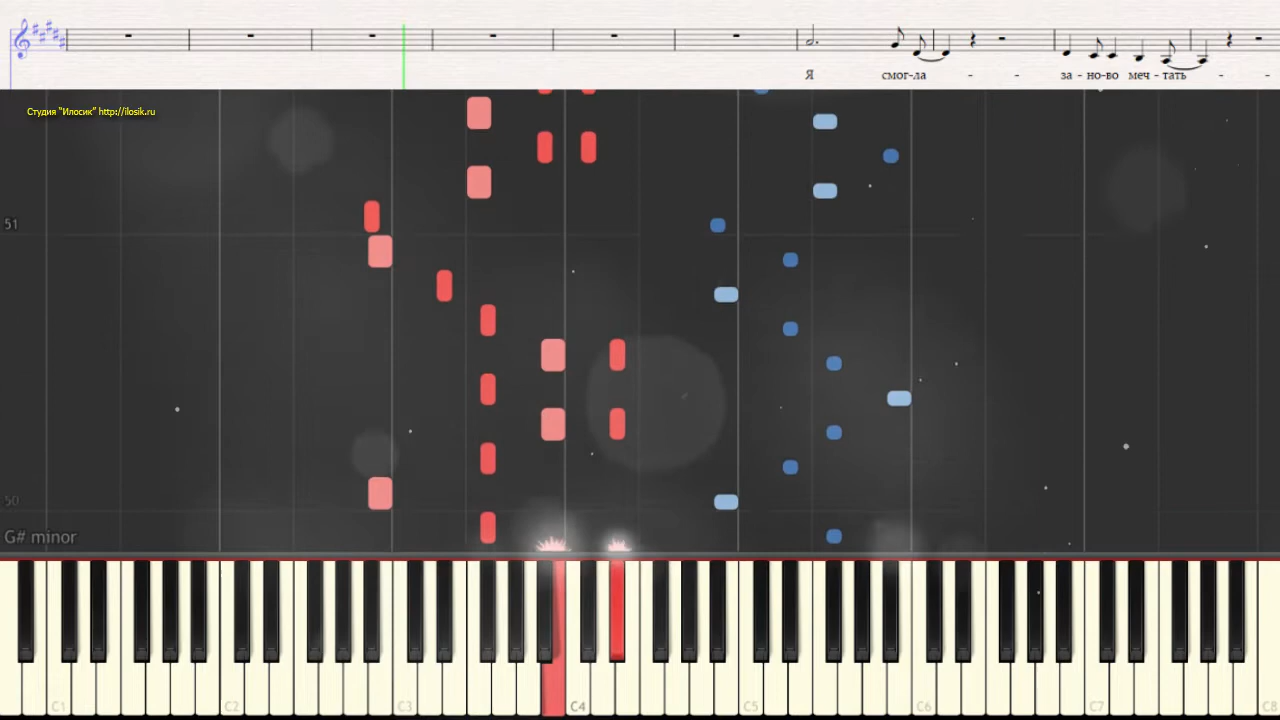 Я смог-ла - - за - но-во меч - тать - -
Студия "Илосик" http://ilosik.ru
51
50
G# minor
C1 C2 C3 C4 C5 C6 C7 C8